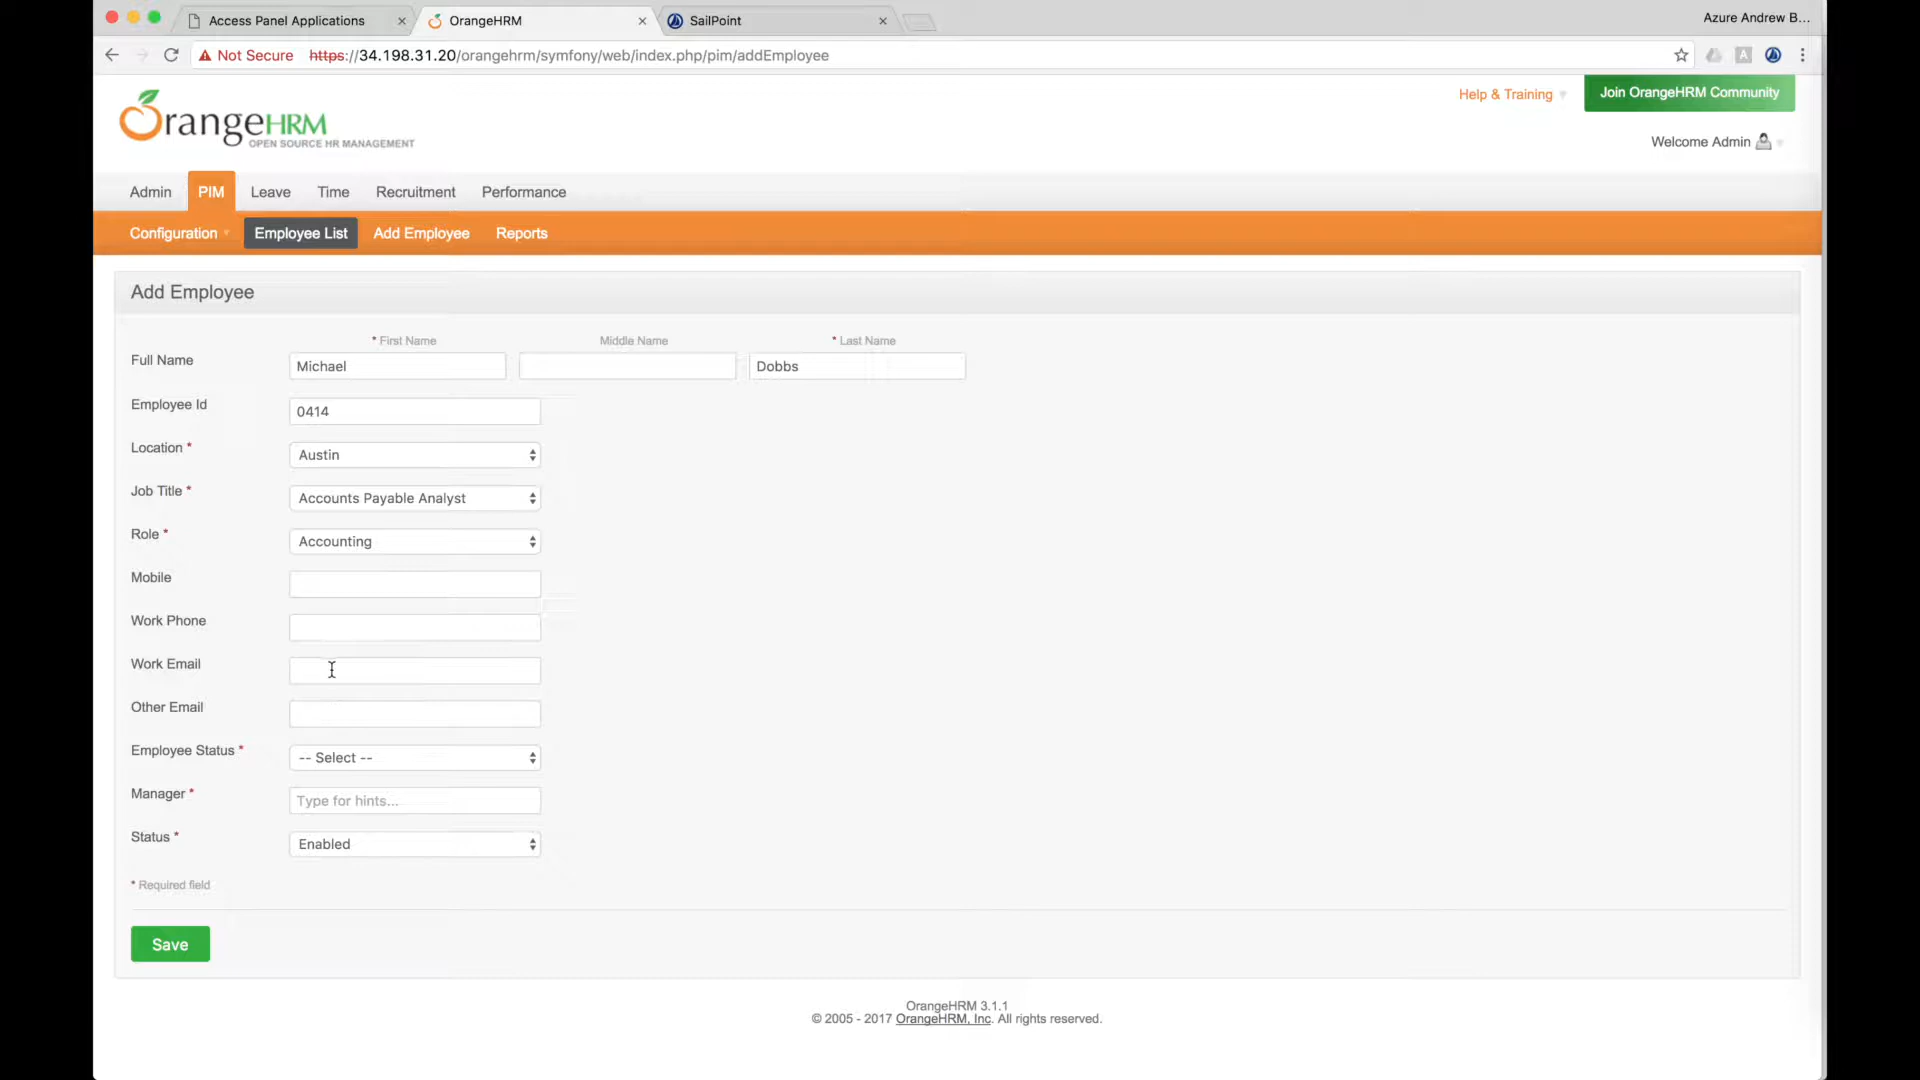 Access Panel Applications
OrangeHRM
SailPoint
Azure Andrew B...
Not Secure https://34.198.31.20/orangehrm/symfony/web/index.php/pim/addEmployee
A
OrangeHRM
OPEN SOURCE HR MANAGEMENT
Help & Training
Join OrangeHRM Community
Welcome Admin
Admin PIM Leave Time Recruitment Performance
Configuration Employee List Add Employee Reports
Add Employee
* First Name Middle Name * Last Name
Full Name Michael Dobbs
Employee Id 0414
Location * Austin
Job Title * Accounts Payable Analyst
Role * Accounting
Mobile
Work Phone
Work Email
Other Email
Employee Status * -- Select --
Manager * Type for hints...
Status * Enabled
* Required field
Save
OrangeHRM 3.1.1
© 2005 - 2017 OrangeHRM, Inc. All rights reserved.